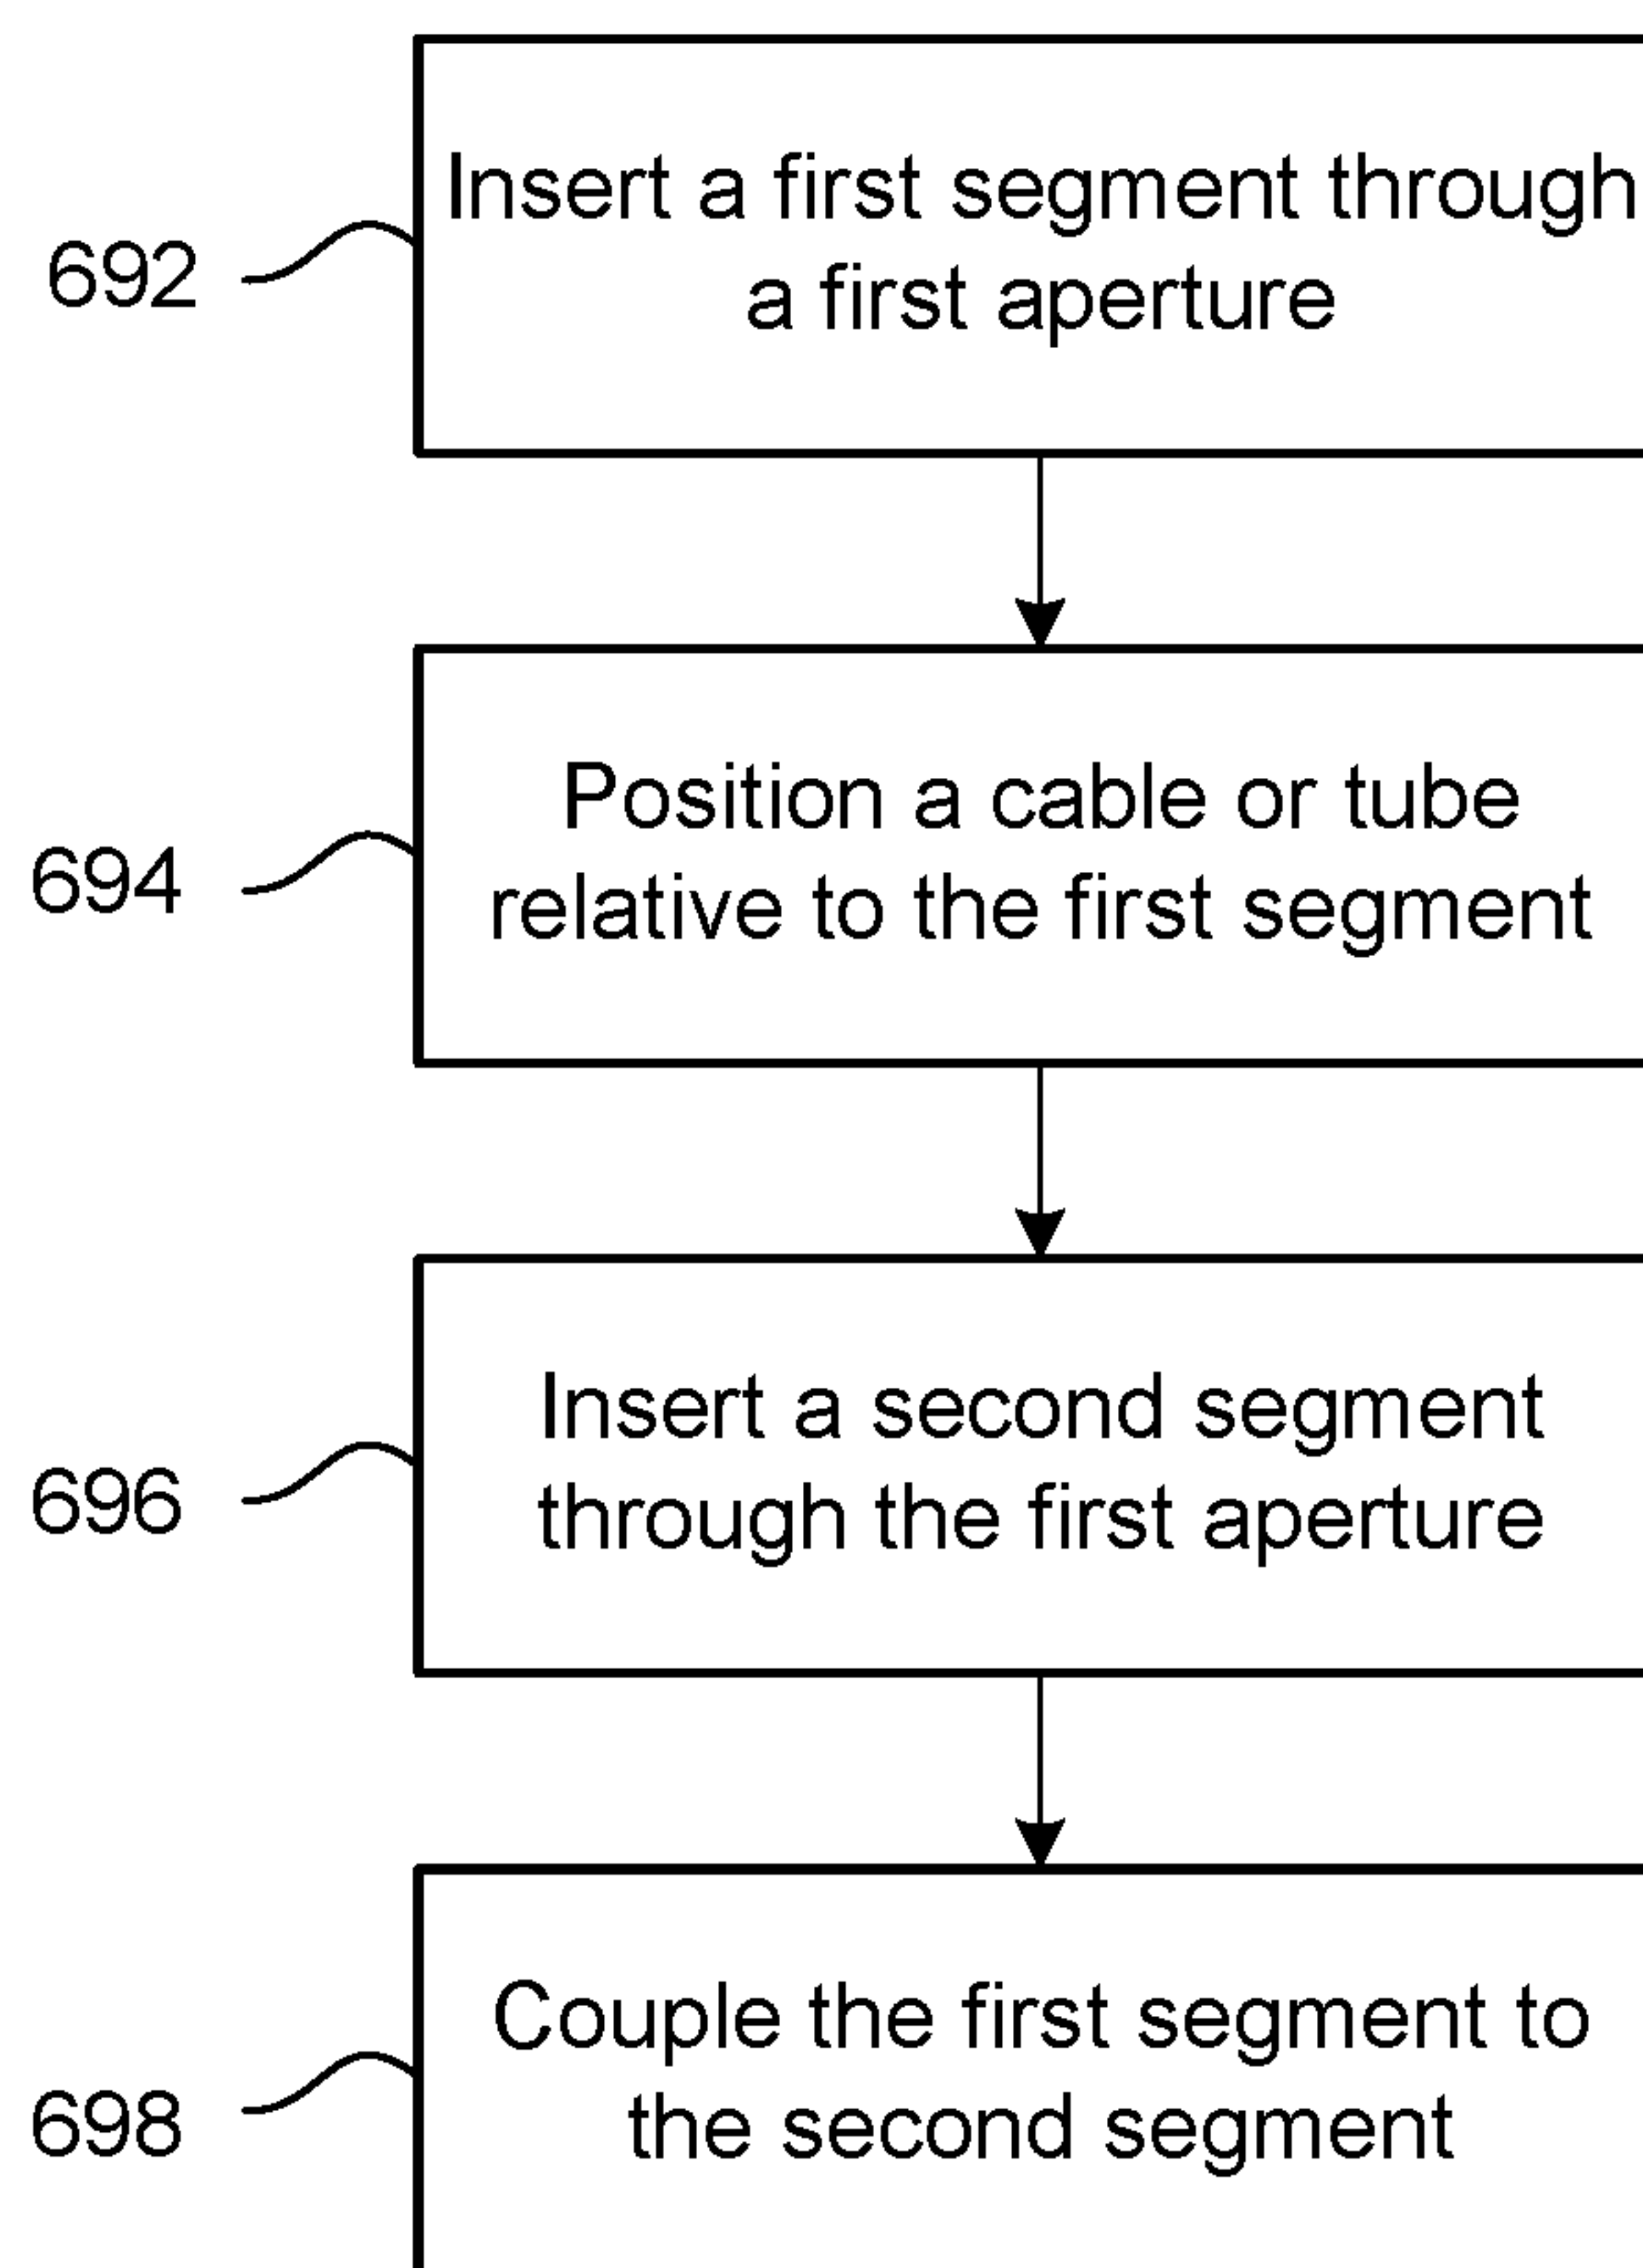 692
Insert a first segment through
a first aperture
694
Position a cable or tube
relative to the first segment
696
Insert a second segment
through the first aperture
698
Couple the first segment to
the second segment